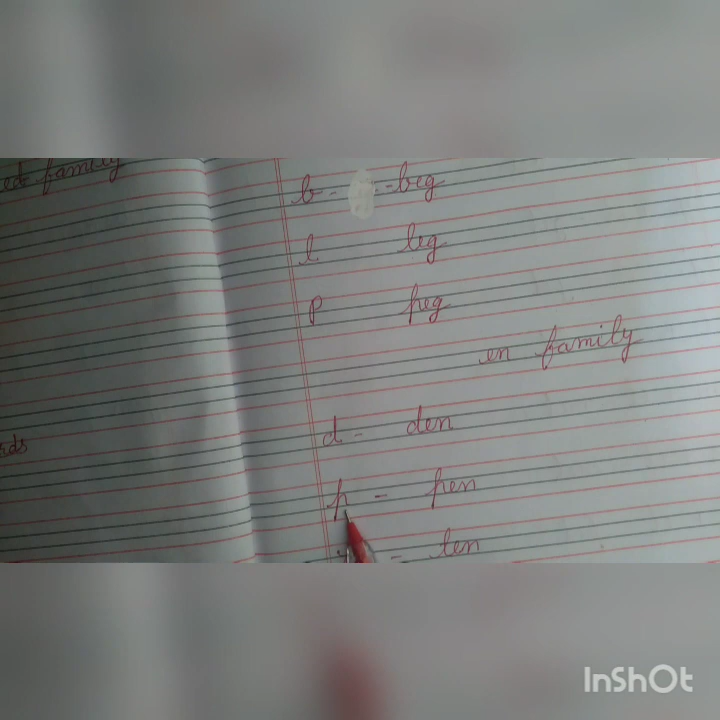 ed family
b - - beg
l leg
p peg
en family
d - den
p - pen
- ten
InShOt